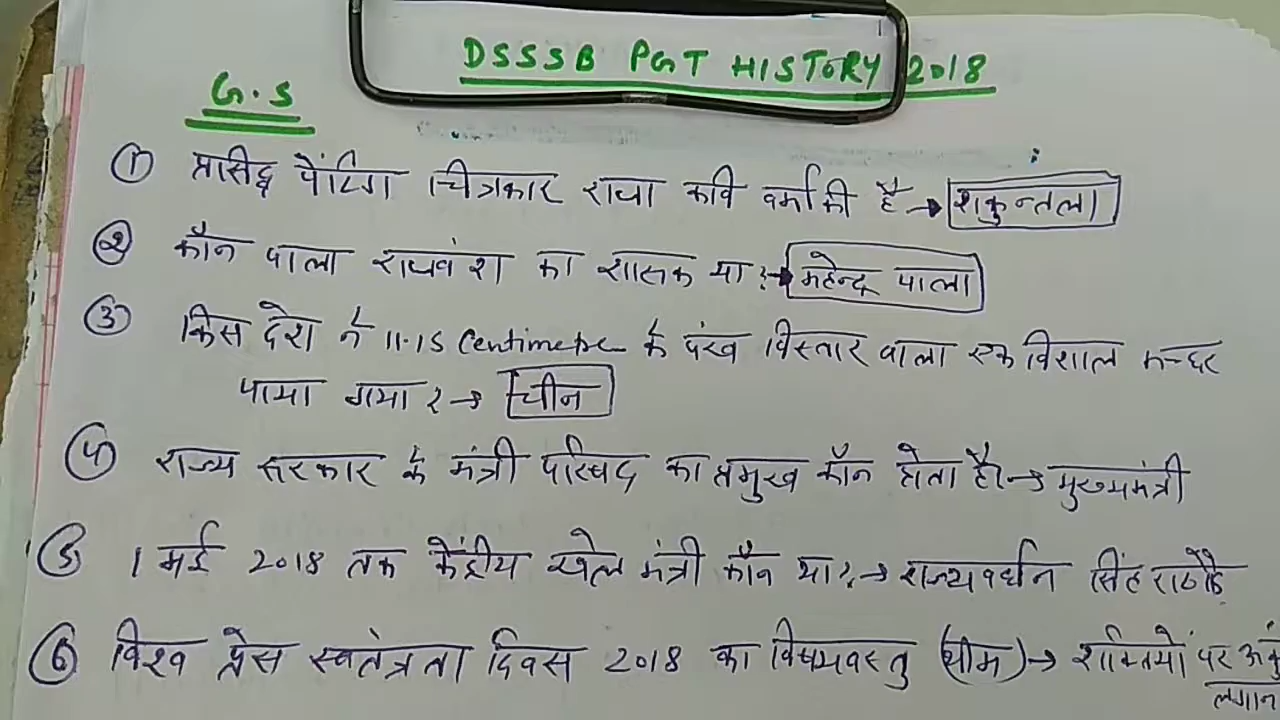 DSSSB PGT HISTORY 2018
G.S
① प्रसिद्ध पेंटिंग चित्रकार राजा रवि वर्मा की है → शकुन्तला
② कौन पाला राजवंश का शासक था? → महेन्द्र पाला
③ किस देश ने 11.15 Centimetre के पंख विस्तार वाला एक विशाल मच्छर
पाया गया? → चीन
④ राज्य सरकार के मंत्री परिषद का प्रमुख कौन होता है? → मुख्यमंत्री
⑤ 1 मई 2018 तक केंद्रीय खेल मंत्री कौन था? → राज्यवर्धन सिंह राठौड़
⑥ विश्व प्रेस स्वतंत्रता दिवस 2018 का विषयवस्तु (थीम) → शक्तियों पर
लगान